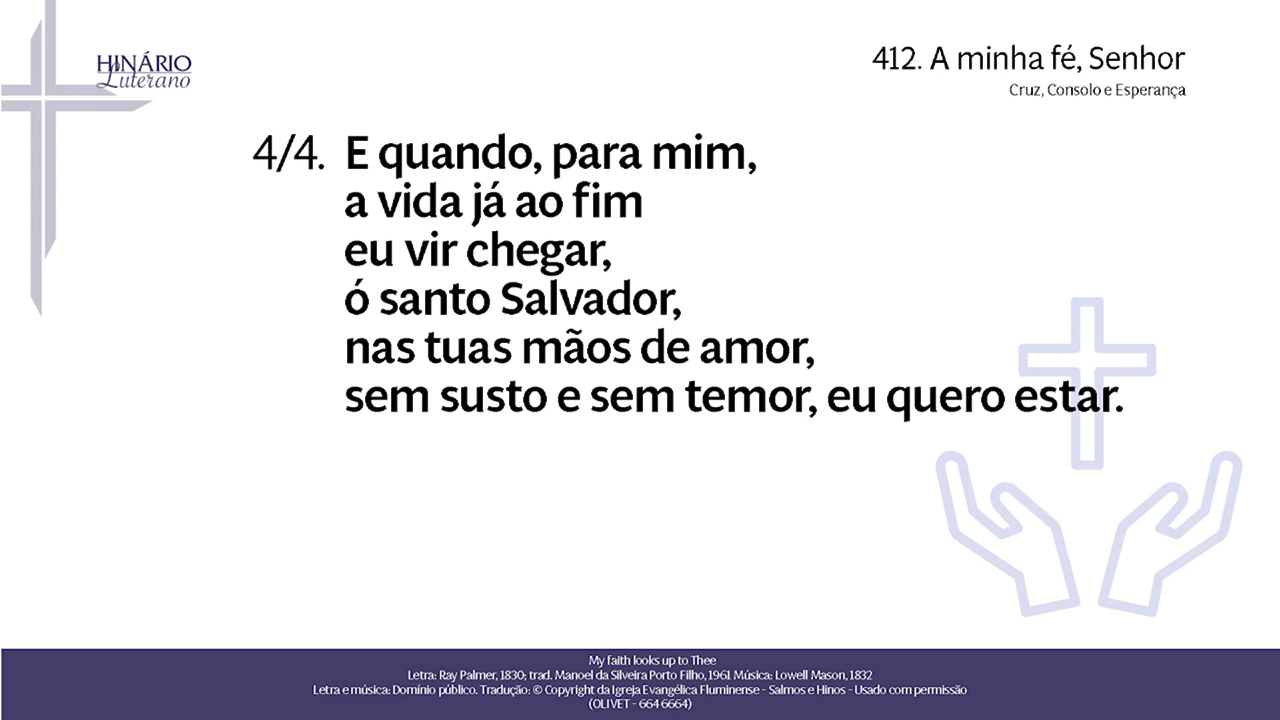 HINÁRIO
Luterano
412. A minha fé, Senhor
Cruz, Consolo e Esperança
4/4. E quando, para mim,
a vida já ao fim
eu vir chegar,
ó santo Salvador,
nas tuas mãos de amor,
sem susto e sem temor, eu quero estar.
My faith looks up to Thee
Letra: Ray Palmer, 1830; trad. Manoel da Silveira Porto Filho, 1961 Música: Lowell Mason, 1832
Letra e música: Domínio público. Tradução: © Copyright da Igreja Evangélica Fluminense - Salmos e Hinos - Usado com permissão
(OLIVET - 664 6664)